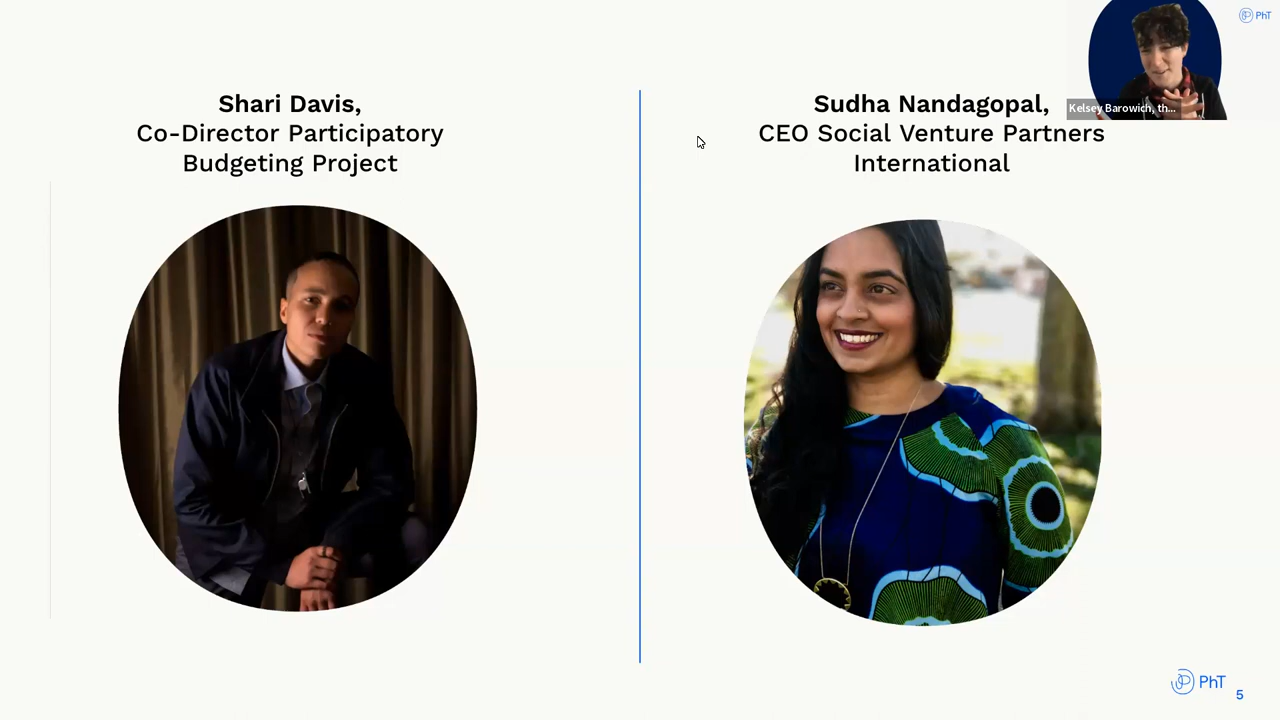 Shari Davis,
Co-Director Participatory
Budgeting Project
Sudha Nandagopal,
CEO Social Venture Partners
International
Kelsey Barowich, th...
PhT
PhT
5